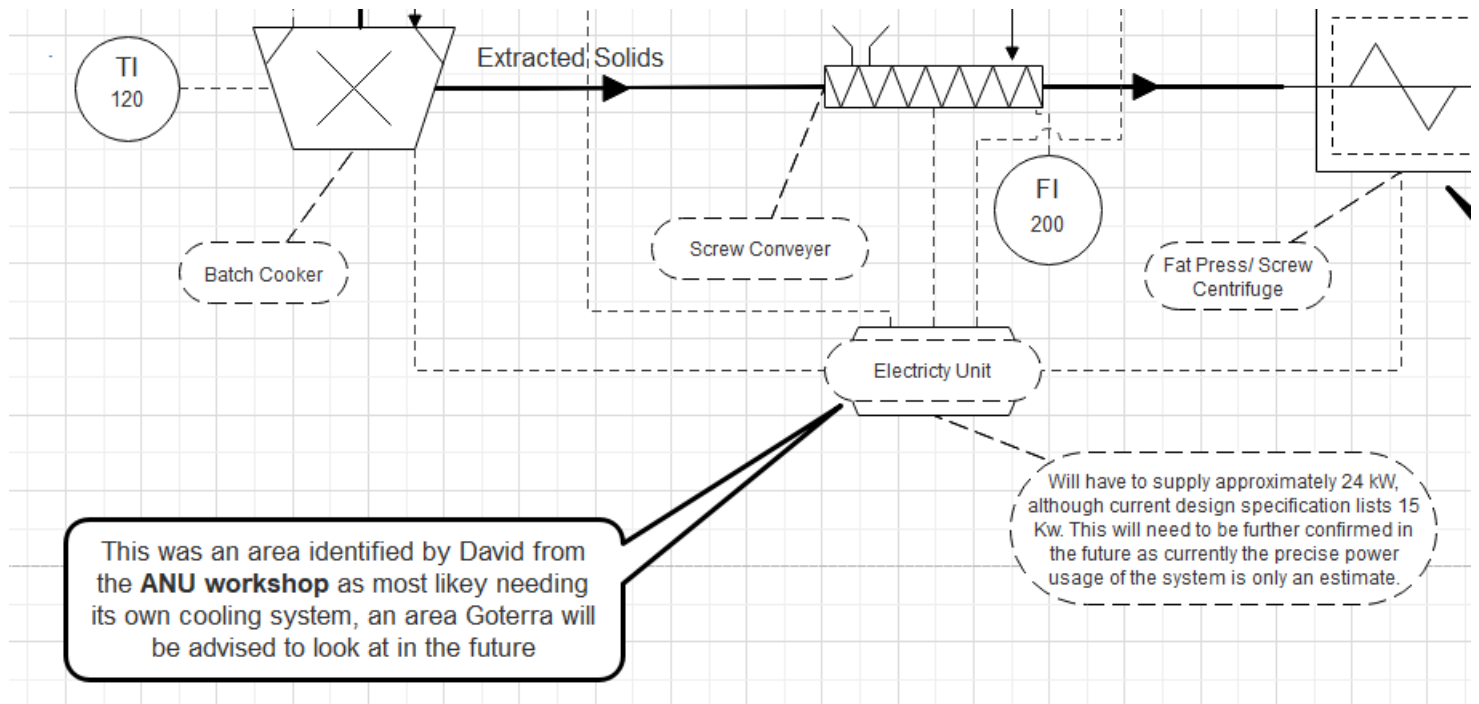 Extracted Solids
TI
120
FI
200
Screw Conveyer
Batch Cooker
Fat Press/ Screw
Centrifuge
Electricty Unit
Will have to supply approximately 24 kW,
although current design specification lists 15
Kw. This will need to be further confirmed in
the future as currently the precise power
usage of the system is only an estimate.
This was an area identified by David from
the ANU workshop as most likey needing
its own cooling system, an area Goterra will
be advised to look at in the future